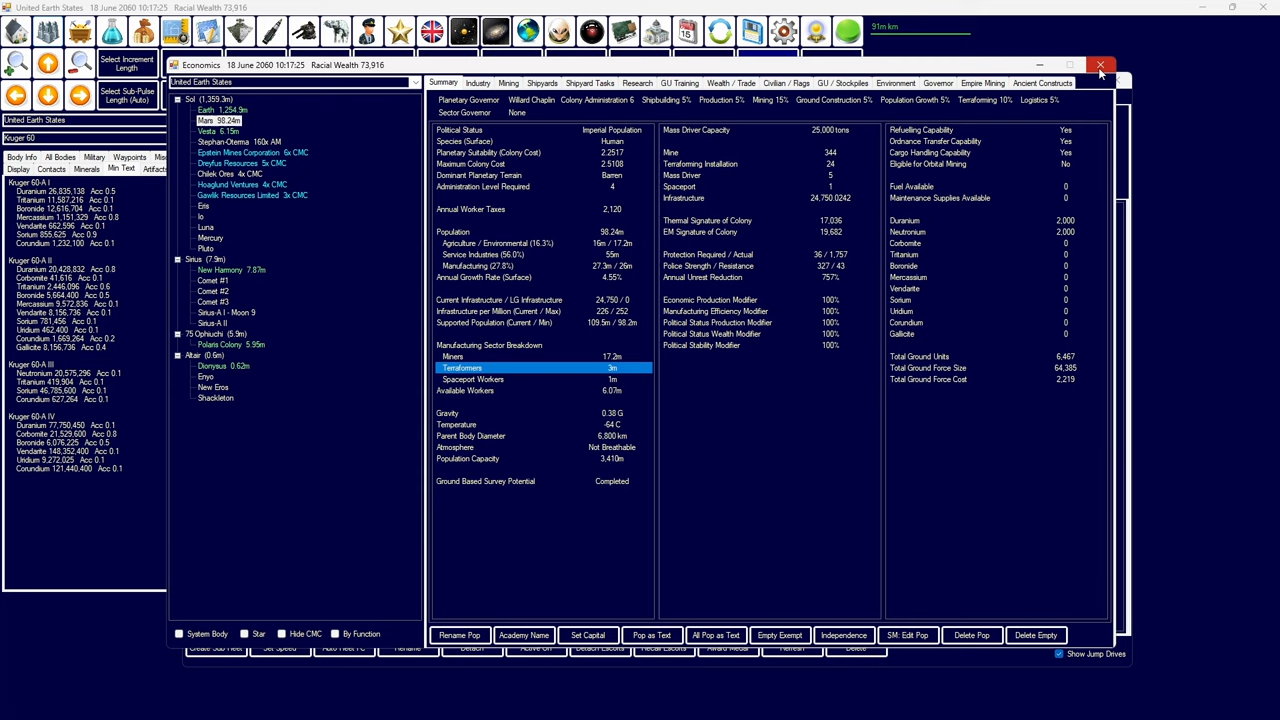 United Earth States 18 June 2060 10:17:25 Racial Wealth 73,916
91m km
Select Increment
Length
Select Sub-Pulse
Length (Auto)
United Earth States
Kruger 60
Body Info All Bodies Military Waypoints
Display Contacts Minerals Min Text Artifacts
Kruger 60-A I
Duranium 26,835,138 Acc 0.5
Tritanium 11,587,216 Acc 0.1
Boronide 12,616,704 Acc 0.1
Mercassium 1,151,329 Acc 0.8
Vendarite 662,596 Acc 0.1
Sorium 855,625 Acc 0.9
Corundium 1,232,100 Acc 0.1
Kruger 60-A II
Duranium 20,428,832 Acc 0.8
Corbomite 41,616 Acc 0.1
Tritanium 2,446,096 Acc 0.6
Boronide 5,664,400 Acc 0.5
Mercassium 9,572,836 Acc 0.1
Vendarite 8,156,736 Acc 0.1
Sorium 781,456 Acc 0.1
Uridium 462,400 Acc 0.1
Corundium 1,669,264 Acc 0.2
Gallicite 8,156,736 Acc 0.4
Kruger 60-A III
Neutronium 20,575,296 Acc 0.1
Tritanium 419,904 Acc 0.1
Sorium 46,785,600 Acc 0.1
Corundium 627,264 Acc 0.1
Kruger 60-A IV
Duranium 77,750,450 Acc 0.1
Corbomite 21,529,600 Acc 0.8
Boronide 6,076,225 Acc 0.5
Vendarite 148,352,400 Acc 0.1
Uridium 9,272,025 Acc 0.1
Corundium 121,440,400 Acc 0.1
Economics 18 June 2060 10:17:25 Racial Wealth 73,916
United Earth States
Sol (1,359.3m)
Earth 1,254.9m
Mars 98.24m
Vesta 6.15m
Stephan-Oterma 160x AM
Epstein Mines Corporation 6x CMC
Dreyfus Resources 5x CMC
Chilek Ores 4x CMC
Hoaglund Ventures 4x CMC
Gawlik Resources Limited 3x CMC
Eris
Io
Luna
Mercury
Pluto
Sirius (7.9m)
New Harmony 7.87m
Comet #1
Comet #2
Comet #3
Sirius-A I - Moon 9
Sirius-A II
75 Ophiuchi (5.9m)
Polaris Colony 5.95m
Altair (0.6m)
Dionysus 0.62m
Enyo
New Eros
Shackleton
System Body Star Hide CMC By Function
Summary Industry Mining Shipyards Shipyard Tasks Research GU Training Wealth / Trade Civilian / Flags GU / Stockpiles Environment Governor Empire Mining Ancient Constructs
Planetary Governor Willard Chaplin Colony Administration 6 Shipbuilding 5% Production 5% Mining 15% Ground Construction 5% Population Growth 5% Terraforming 10% Logistics 5%
Sector Governor None
Political Status Imperial Population
Species (Surface) Human
Planetary Suitability (Colony Cost) 2.2517
Maximum Colony Cost 2.5108
Dominant Planetary Terrain Barren
Administration Level Required 4
Annual Worker Taxes 2,120
Population 98.24m
Agriculture / Environmental (16.3%) 16m / 17.2m
Service Industries (56.0%) 55m
Manufacturing (27.8%) 27.3m / 26m
Annual Growth Rate (Surface) 4.55%
Current Infrastructure / LG Infrastructure 24,750 / 0
Infrastructure per Million (Current / Max) 226 / 252
Supported Population (Current / Min) 109.5m / 98.2m
Manufacturing Sector Breakdown
Miners 17.2m
Terraformers 3m
Spaceport Workers 1m
Available Workers 6.07m
Gravity 0.38 G
Temperature -64 C
Parent Body Diameter 6,800 km
Atmosphere Not Breathable
Population Capacity 3,410m
Ground Based Survey Potential Completed
Mass Driver Capacity 25,000 tons
Mine 344
Terraforming Installation 24
Mass Driver 5
Spaceport 1
Infrastructure 24,750.0242
Thermal Signature of Colony 17,036
EM Signature of Colony 19,682
Protection Required / Actual 36 / 1,757
Police Strength / Resistance 327 / 43
Annual Unrest Reduction 757%
Economic Production Modifier 100%
Manufacturing Efficiency Modifier 100%
Political Status Production Modifier 100%
Political Status Wealth Modifier 100%
Political Stability Modifier 100%
Refuelling Capability Yes
Ordnance Transfer Capability Yes
Cargo Handling Capability Yes
Eligible for Orbital Mining No
Fuel Available 0
Maintenance Supplies Available 0
Duranium 2,000
Neutronium 2,000
Corbomite 0
Tritanium 0
Boronide 0
Mercassium 0
Vendarite 0
Sorium 0
Uridium 0
Corundium 0
Gallicite 0
Total Ground Units 6,467
Total Ground Force Size 64,385
Total Ground Force Cost 2,219
Rename Pop Academy Name Set Capital Pop as Text All Pop as Text Empty Exempt Independence SM: Edit Pop Delete Pop Delete Empty
Show Jump Drives